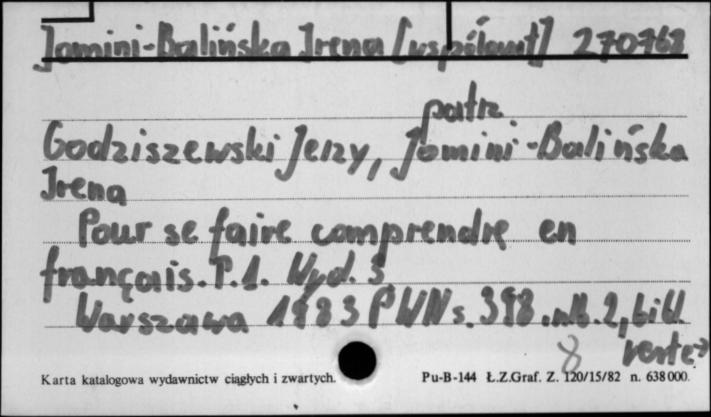 Jomini-Balińska Irena [współaut] 270768
patrz
Godziszewski Jerzy, Jomini-Balińska
Irena
Pour se faire comprendre en
français. P.1. Wyd. 3
Warszawa 1983 PWN s. 398. nlb. 2, bibl
verte→
8
Karta katalogowa wydawnictw ciągłych i zwartych.
Pu-B-144 Ł.Z.Graf. Z. 120/15/82 n. 638000.